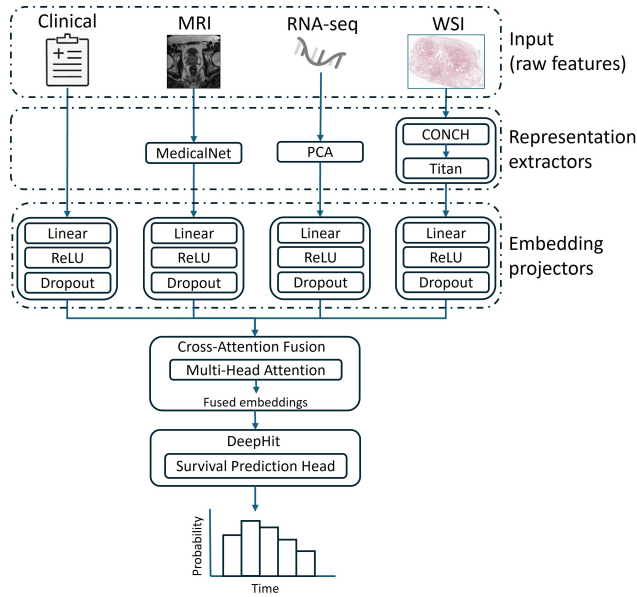 Clinical MRI RNA-seq WSI
Input
(raw features)
MedicalNet PCA CONCH
Titan
Representation
extractors
Linear Linear Linear Linear
ReLU ReLU ReLU ReLU
Dropout Dropout Dropout Dropout
Embedding
projectors
Cross-Attention Fusion
Multi-Head Attention
Fused embeddings
DeepHit
Survival Prediction Head
Probability
Time